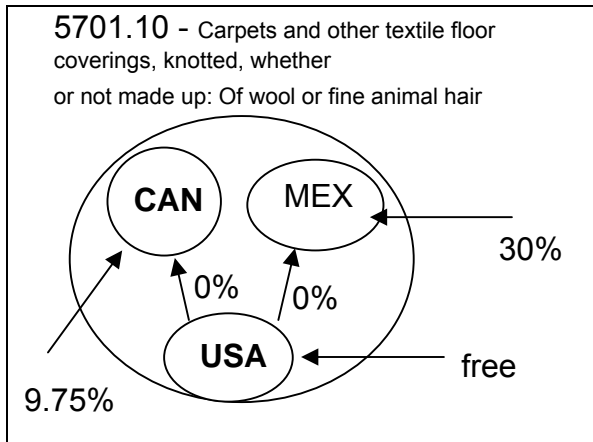 5701.10 - Carpets and other textile floor
coverings, knotted, whether
or not made up: Of wool or fine animal hair
CAN
MEX
30%
0%
0%
USA
free
9.75%